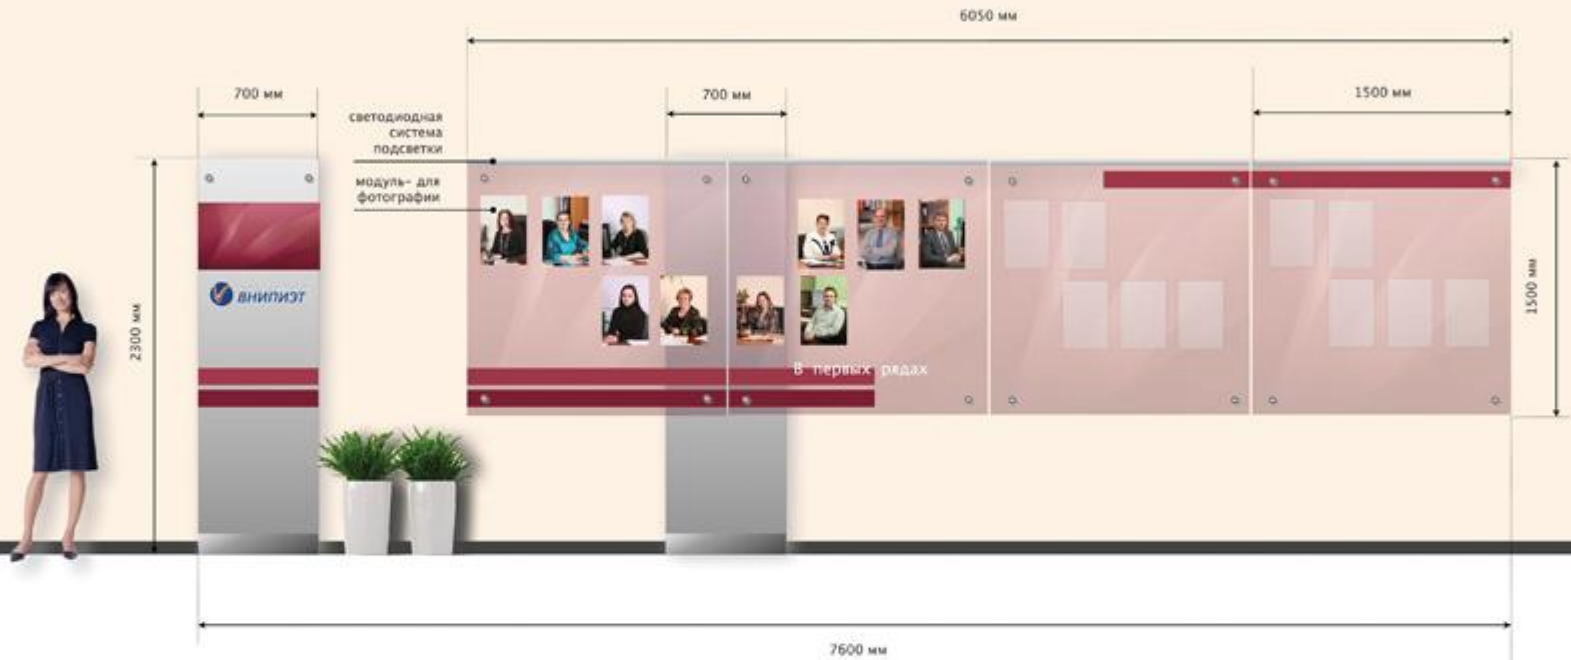 6050 мм
700 мм
700 мм
1500 мм
светодиодная
система
подсветки
модуль- для
фотографии
2300 мм
ВНИПИЭТ
1500 мм
В первых рядах
7600 мм